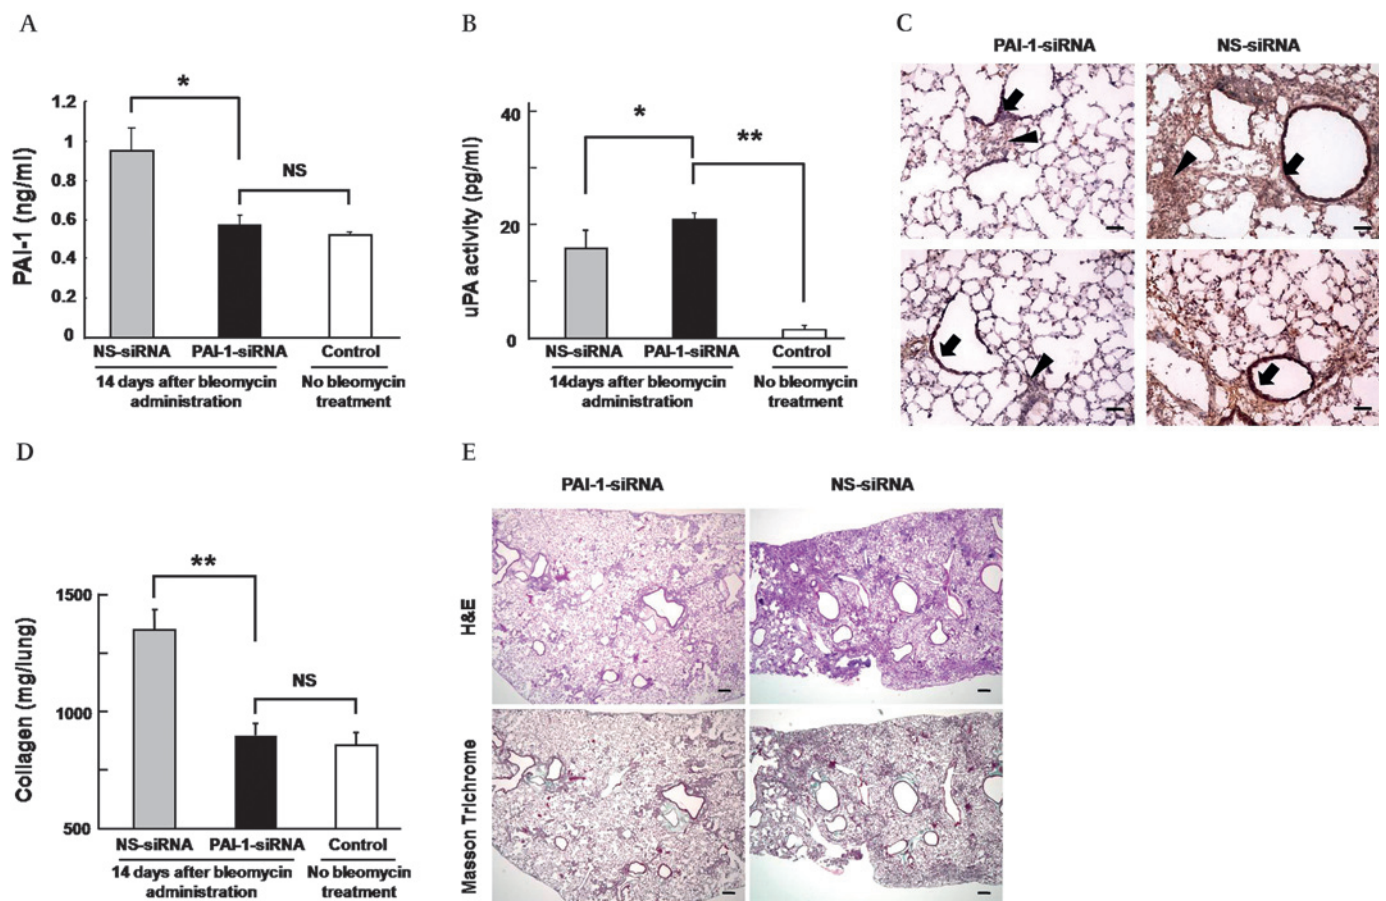 A
B
C
PAI-1-siRNA
NS-siRNA
*
NS
1.2
1
0.8
0.6
0.4
0.2
0
PAI-1 (ng/ml)
NS-siRNA
PAI-1-siRNA
Control
14 days after bleomycin
administration
No bleomycin
treatment
*
**
40
20
0
uPA activity (pg/ml)
NS-siRNA
PAI-1-siRNA
Control
14days after bleomycin
administration
No bleomycin
treatment
D
**
NS
1500
1000
500
Collagen (mg/lung)
NS-siRNA
PAI-1-siRNA
Control
14 days after bleomycin
administration
No bleomycin
treatment
E
PAI-1-siRNA
NS-siRNA
H&E
Masson Trichrome